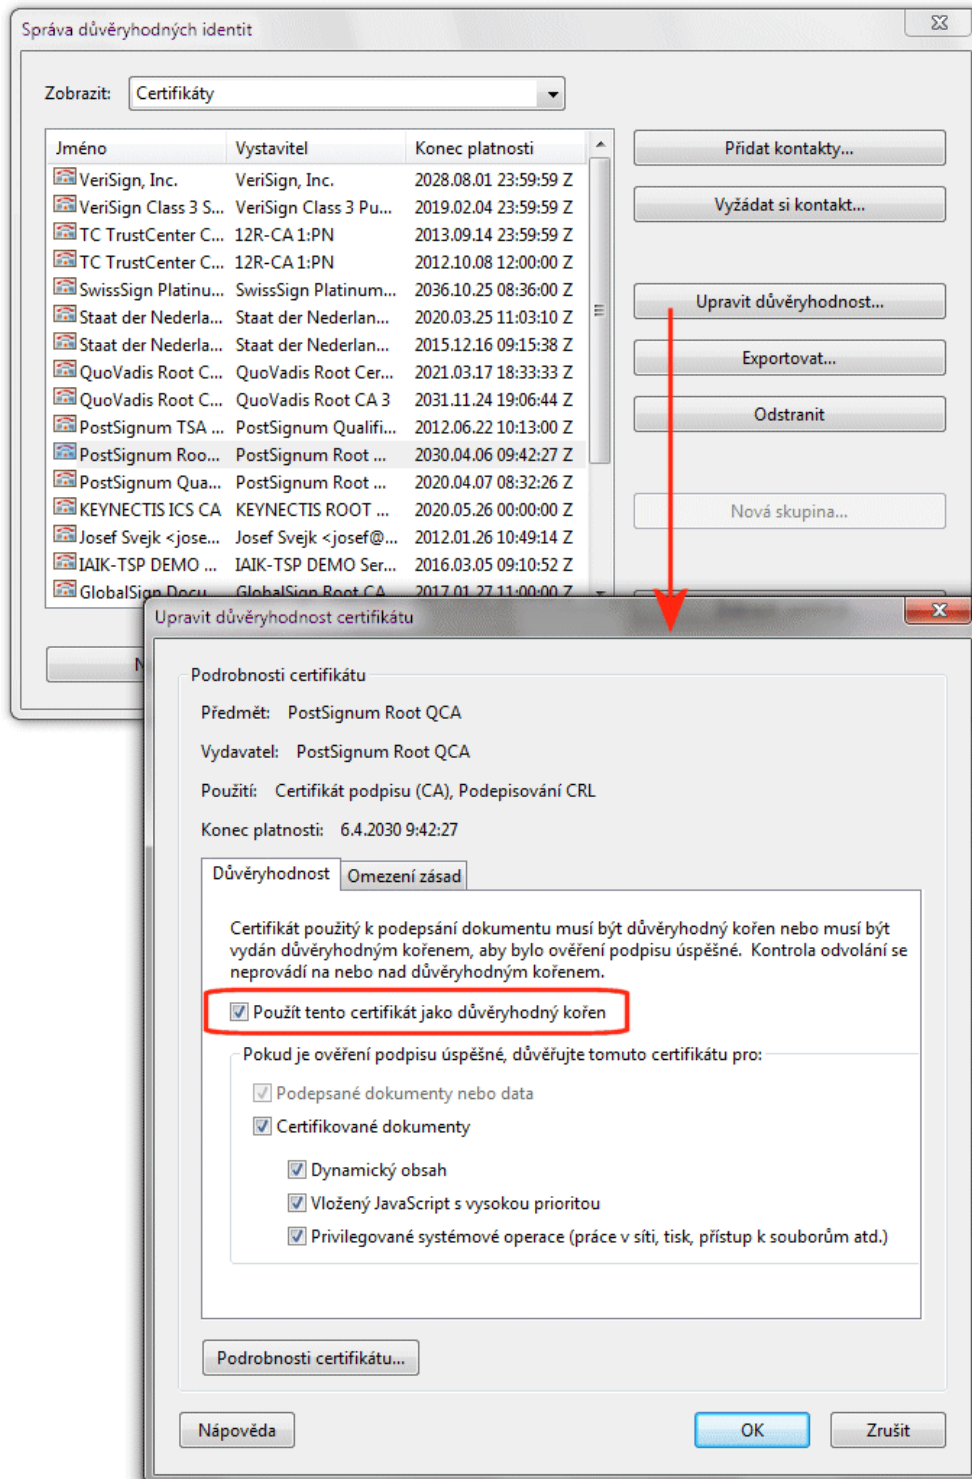 Správa důvěryhodných identit
Zobrazit: Certifikáty
Jméno Vystavitel Konec platnosti
VeriSign, Inc. VeriSign, Inc. 2028.08.01 23:59:59 Z
VeriSign Class 3 S... VeriSign Class 3 Pu... 2019.02.04 23:59:59 Z
TC TrustCenter C... 12R-CA 1:PN 2013.09.14 23:59:59 Z
TC TrustCenter C... 12R-CA 1:PN 2012.10.08 12:00:00 Z
SwissSign Platinu... SwissSign Platinum... 2036.10.25 08:36:00 Z
Staat der Nederla... Staat der Nederlan... 2020.03.25 11:03:10 Z
Staat der Nederla... Staat der Nederlan... 2015.12.16 09:15:38 Z
QuoVadis Root C... QuoVadis Root Cer... 2021.03.17 18:33:33 Z
QuoVadis Root C... QuoVadis Root CA 3 2031.11.24 19:06:44 Z
PostSignum TSA ... PostSignum Qualifi... 2012.06.22 10:13:00 Z
PostSignum Roo... PostSignum Root ... 2030.04.06 09:42:27 Z
PostSignum Qua... PostSignum Root ... 2020.04.07 08:32:26 Z
KEYNECTIS ICS CA KEYNECTIS ROOT ... 2020.05.26 00:00:00 Z
Josef Svejk <jose... Josef Svejk <josef@... 2012.01.26 10:49:14 Z
IAIK-TSP DEMO ... IAIK-TSP DEMO Ser... 2016.03.05 09:10:52 Z
GlobalSign Docu... GlobalSign Root CA 2017.01.27 11:00:00 Z
Přidat kontakty...
Vyžádat si kontakt...
Upravit důvěryhodnost...
Exportovat...
Odstranit
Nová skupina...
N
Upravit důvěryhodnost certifikátu
Podrobnosti certifikátu
Předmět: PostSignum Root QCA
Vydavatel: PostSignum Root QCA
Použití: Certifikát podpisu (CA), Podepisování CRL
Konec platnosti: 6.4.2030 9:42:27
Důvěryhodnost Omezení zásad
Certifikát použitý k podepsání dokumentu musí být důvěryhodný kořen nebo musí být
vydán důvěryhodným kořenem, aby bylo ověření podpisu úspěšné. Kontrola odvolání se
neprovádí na nebo nad důvěryhodným kořenem.
Použít tento certifikát jako důvěryhodný kořen
Pokud je ověření podpisu úspěšné, důvěřujte tomuto certifikátu pro:
Podepsané dokumenty nebo data
Certifikované dokumenty
Dynamický obsah
Vložený JavaScript s vysokou prioritou
Privilegované systémové operace (práce v síti, tisk, přístup k souborům atd.)
Podrobnosti certifikátu...
Nápověda OK Zrušit